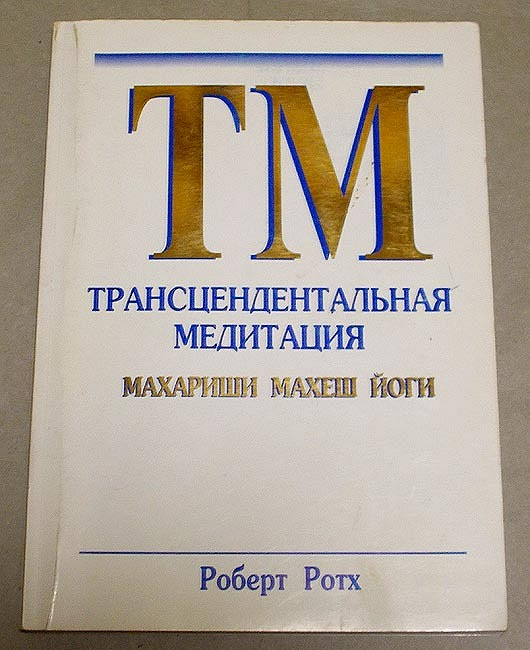 ТМ
ТРАНСЦЕНДЕНТАЛЬНАЯ
МЕДИТАЦИЯ
МАХАРИШИ МАХЕШ ЙОГИ
Роберт Ротх